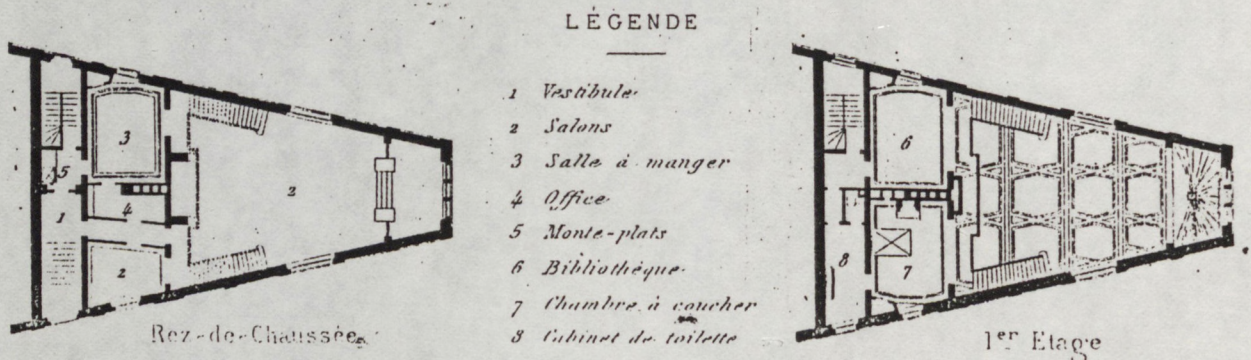 LÉGENDE
1 Vestibule
2 Salons
3 Salle à manger
4 Office
5 Monte-plats
6 Bibliothèque
7 Chambre à coucher
8 Cabinet de toilette
3
5
4
1
2
2
Rez-de-Chaussée
6
8
7
1er Etage